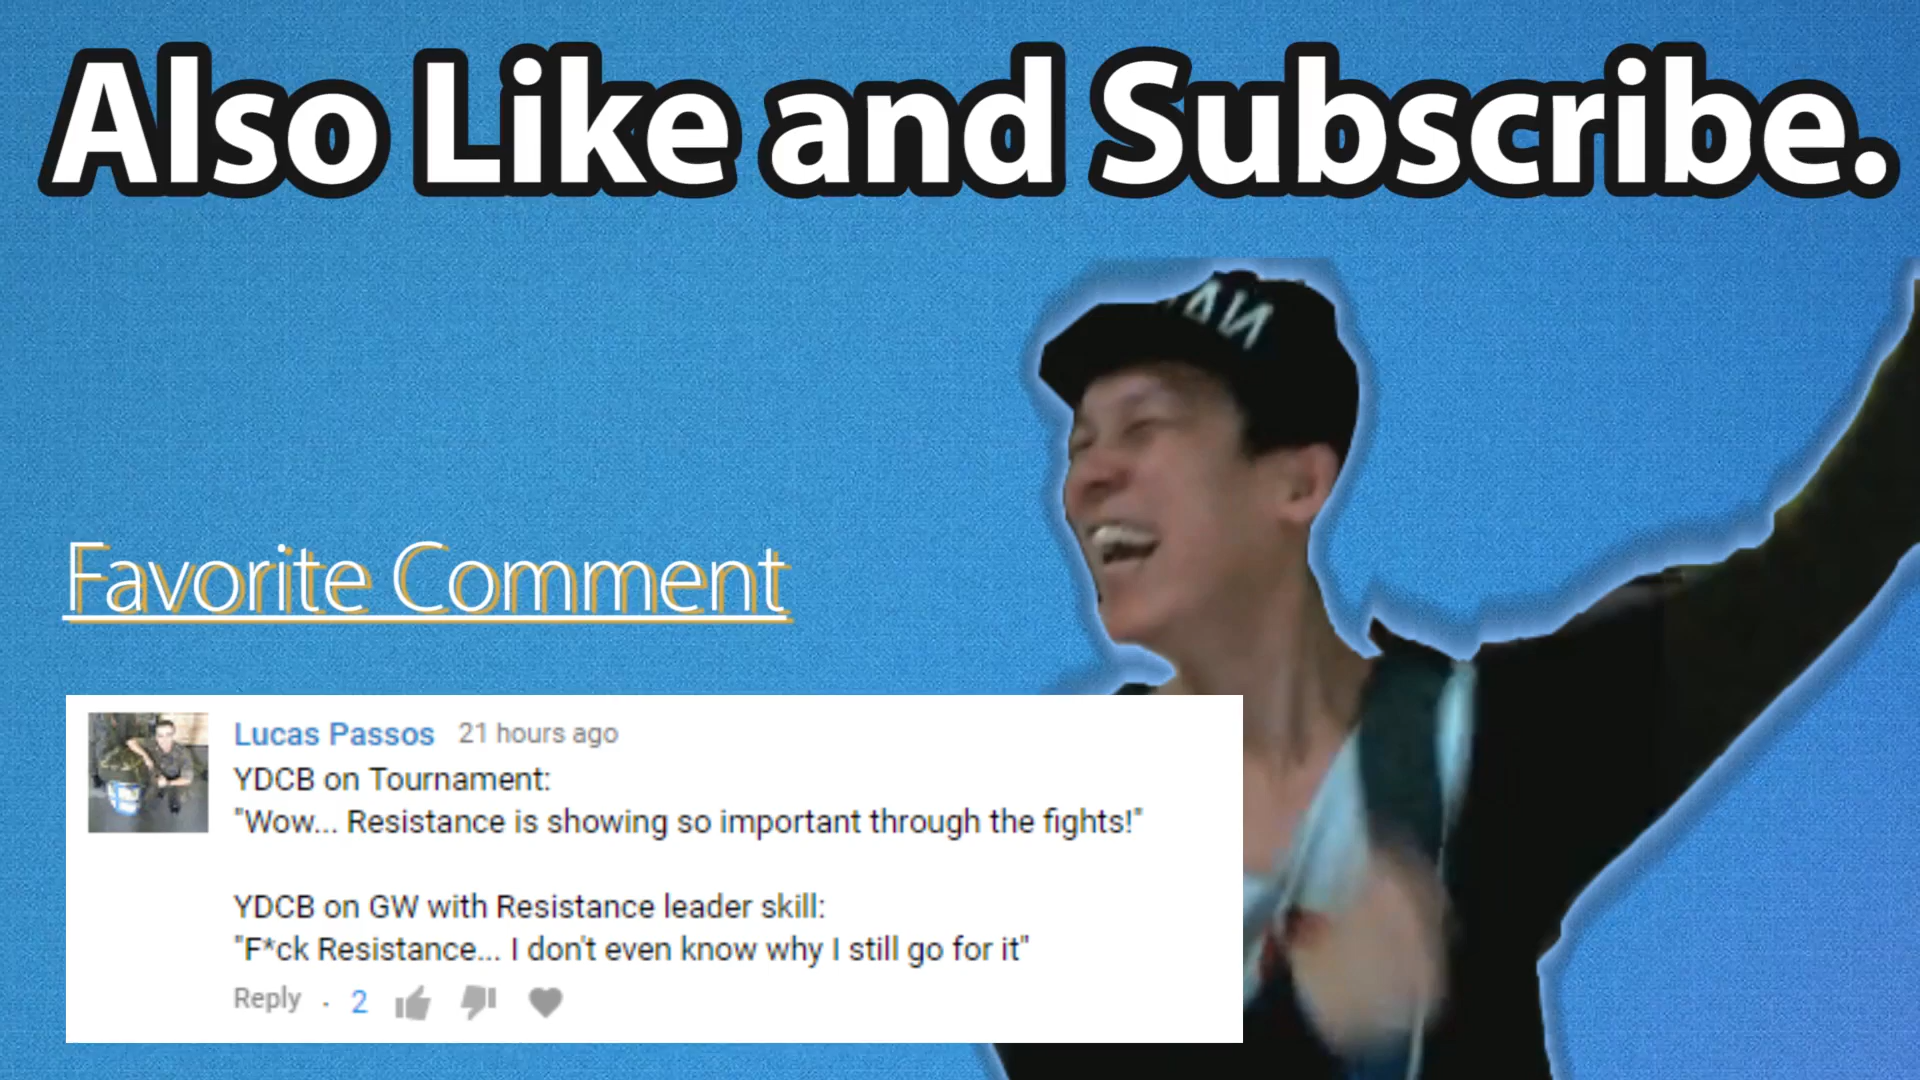 Also Like and Subscribe.
Favorite Comment
Lucas Passos 21 hours ago
YDCB on Tournament:
"Wow... Resistance is showing so important through the fights!"
YDCB on GW with Resistance leader skill:
"F*ck Resistance... I don't even know why I still go for it"
Reply · 2